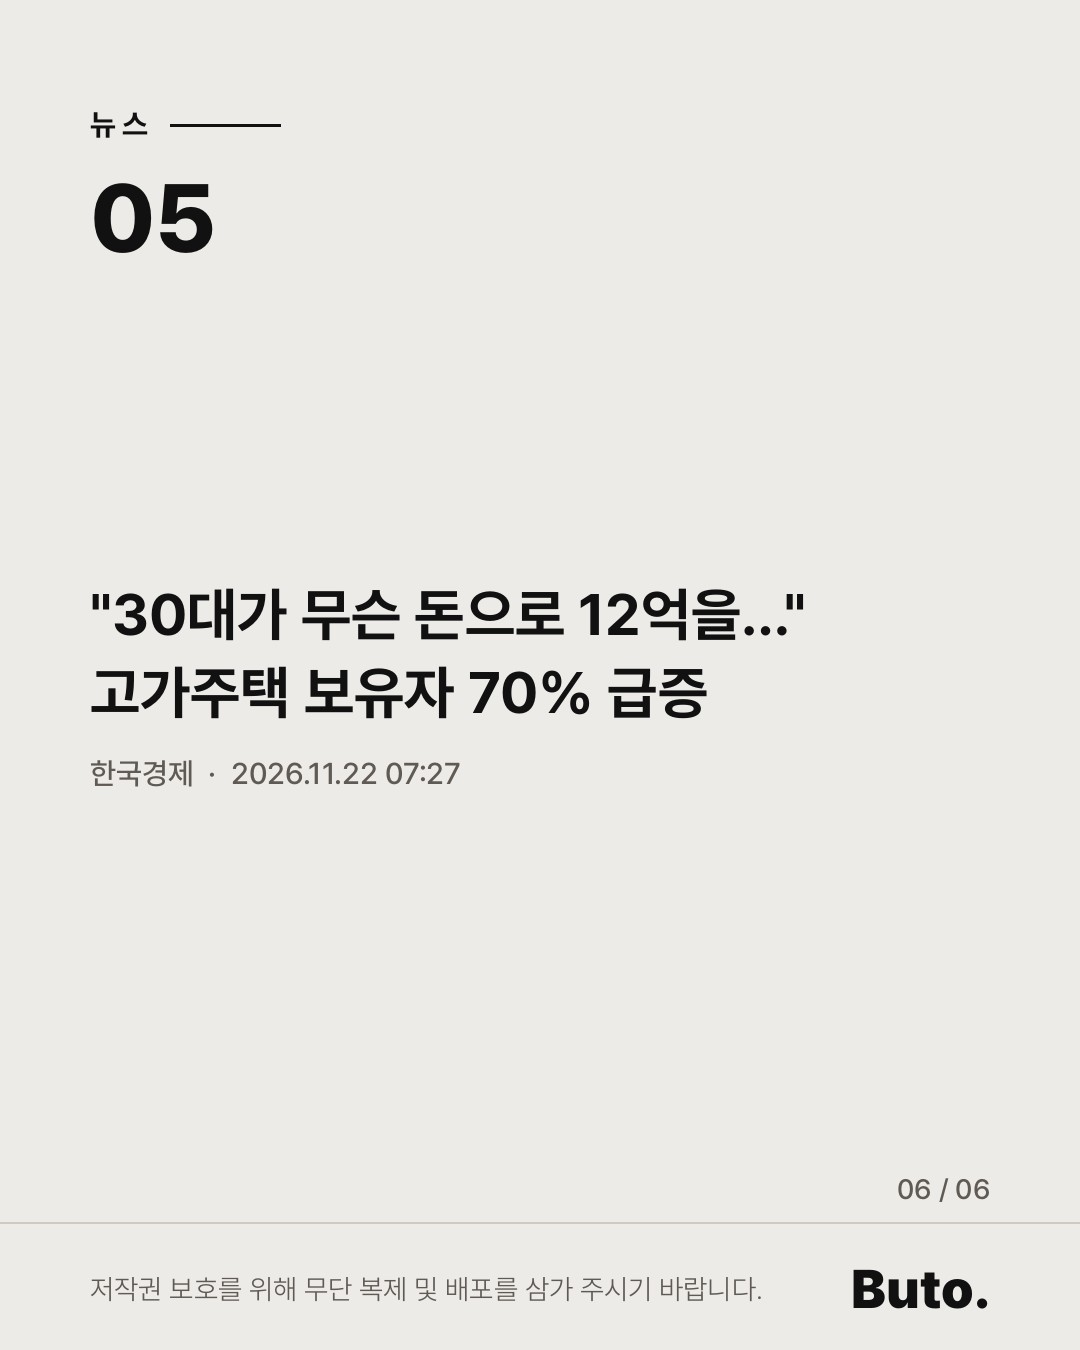 뉴스
05
"30대가 무슨 돈으로 12억을..."
고가주택 보유자 70% 급증
한국경제 · 2026.11.22 07:27
06 / 06
저작권 보호를 위해 무단 복제 및 배포를 삼가 주시기 바랍니다.
Buto.